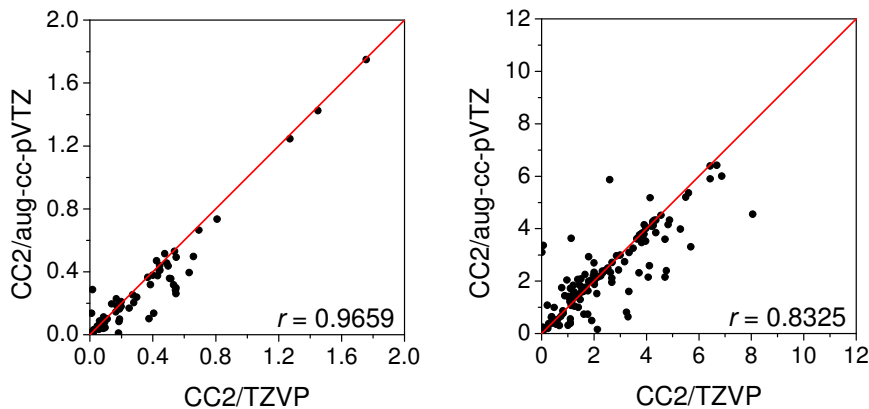 CC2/aug-cc-pVTZ
2.0
1.6
1.2
0.8
0.4
0.0
0.0 0.4 0.8 1.2 1.6 2.0
r = 0.9659
CC2/TZVP
CC2/aug-cc-pVTZ
12
10
8
6
4
2
0
0 2 4 6 8 10 12
r = 0.8325
CC2/TZVP